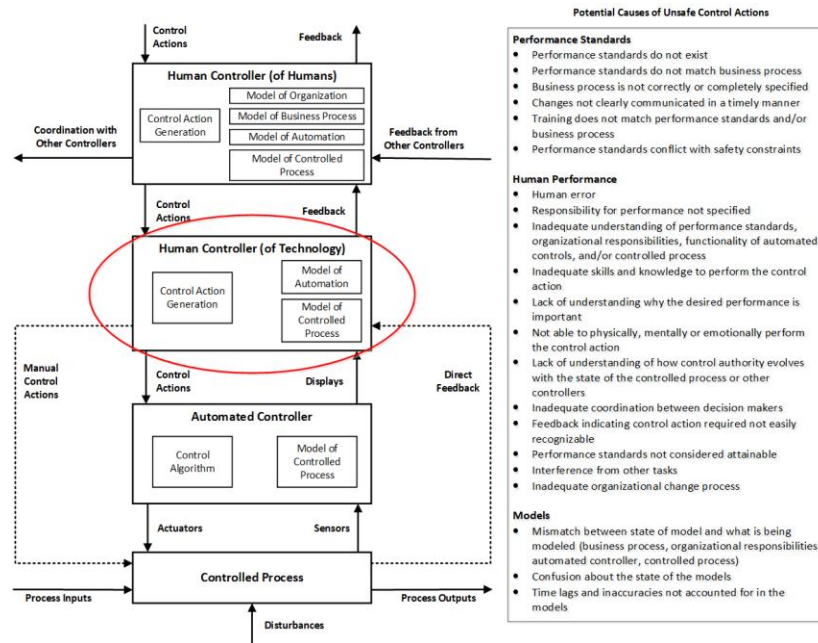 Control
Actions
Feedback
Human Controller (of Humans)
Control Action
Generation
Model of Organization
Model of Business Process
Model of Automation
Model of Controlled
Process
Coordination with
Other Controllers
Feedback from
Other Controllers
Control
Actions
Feedback
Human Controller (of Technology)
Control Action
Generation
Model of
Automation
Model of
Controlled
Process
Manual
Control
Actions
Control
Actions
Displays
Direct
Feedback
Automated Controller
Control
Algorithm
Model of
Controlled
Process
Actuators
Sensors
Controlled Process
Process Inputs
Process Outputs
Disturbances
Potential Causes of Unsafe Control Actions
Performance Standards
• Performance standards do not exist
• Performance standards do not match business process
• Business process is not correctly or completely specified
• Changes not clearly communicated in a timely manner
• Training does not match performance standards and/or
business process
• Performance standards conflict with safety constraints
Human Performance
• Human error
• Responsibility for performance not specified
• Inadequate understanding of performance standards,
organizational responsibilities, functionality of automated
controls, and/or controlled process
• Inadequate skills and knowledge to perform the control
action
• Lack of understanding why the desired performance is
important
• Not able to physically, mentally or emotionally perform
the control action
• Lack of understanding of how control authority evolves
with the state of the controlled process or other
controllers
• Inadequate coordination between decision makers
• Feedback indicating control action required not easily
recognizable
• Performance standards not considered attainable
• Interference from other tasks
• Inadequate organizational change process
Models
• Mismatch between state of model and what is being
modeled (business process, organizational responsibilities
automated controller, controlled process)
• Confusion about the state of the models
• Time lags and inaccuracies not accounted for in the
models